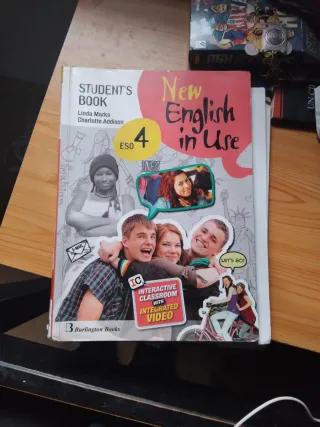 STUDENT'S
BOOK
Linda Marks
Charlotte Addison
New
English
in Use
ESO 4
LET'S GO!
10
INTERACTIVE
CLASSROOM
WITH
INTEGRATED
VIDEO
B Burlington Books